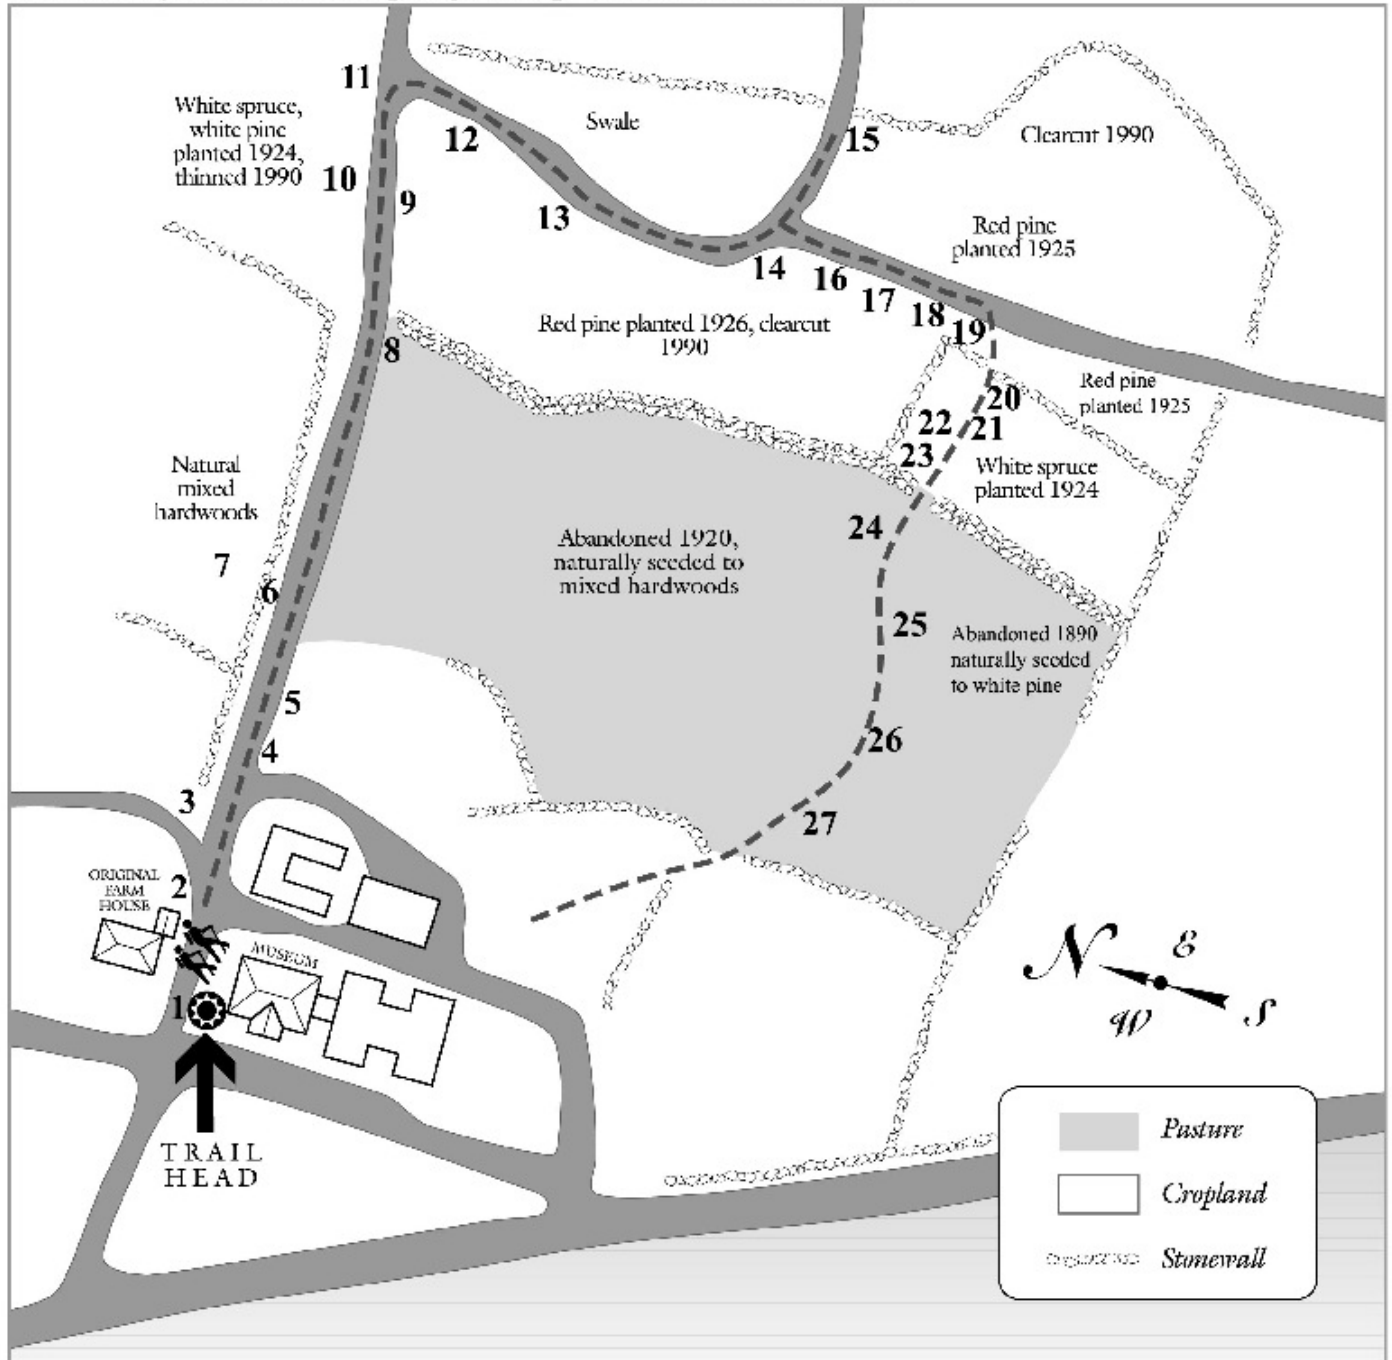 11
White spruce,
white pine
planted 1924,
thinned 1990
10
9
12
Swale
13
15
Clearcut 1990
Red pine
planted 1925
14
16
17
18
19
Red pine planted 1926, clearcut
1990
8
Red pine
planted 1925
20
22
21
23
White spruce
planted 1924
Natural
mixed
hardwoods
7
6
24
Abandoned 1920,
naturally seeded to
mixed hardwoods
25
Abandoned 1890
naturally seeded
to white pine
5
4
26
3
27
2
ORIGINAL
FARM
HOUSE
MUSEUM
1
TRAIL
HEAD
N
E
W
S
Pasture
Cropland
Stonewall